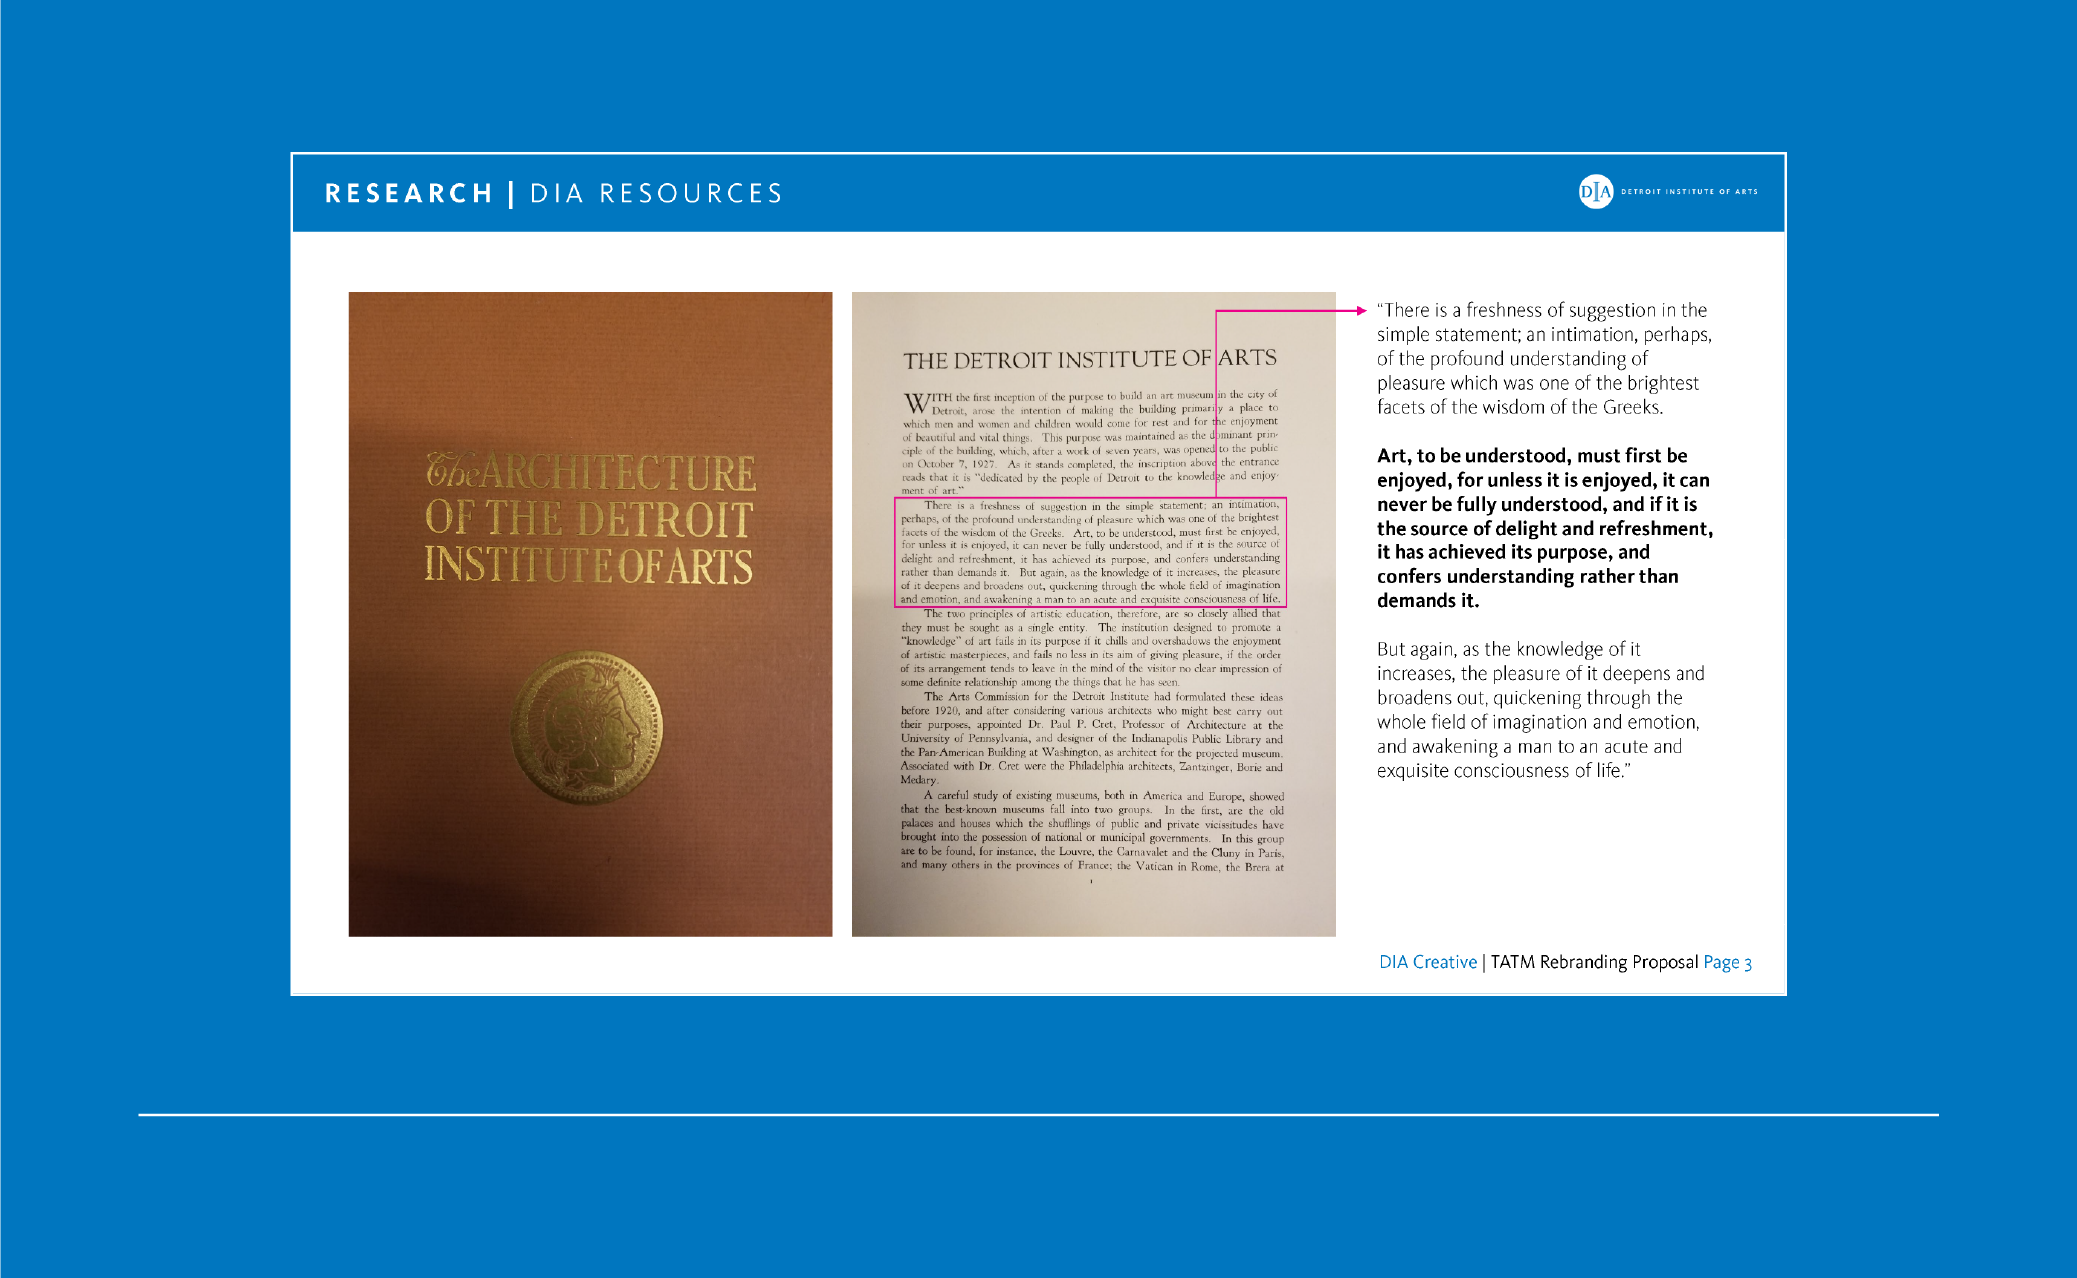 RESEARCH | DIA RESOURCES
DIA DETROIT INSTITUTE OF ARTS
The ARCHITECTURE
OF THE DETROIT
INSTITUTE OF ARTS
THE DETROIT INSTITUTE OF ARTS
WITH the first inception of the purpose to build an art museum in the city of
Detroit, arose the intention of making the building primarily a place to
which men and women and children would come for rest and for the enjoyment
of beautiful and vital things. This purpose was maintained as the dominant prin-
ciple of the building, which, after a work of seven years, was opened to the public
on October 7, 1927. As it stands completed, the inscription above the entrance
reads that it is "dedicated by the people of Detroit to the knowledge and enjoy-
ment of art."
There is a freshness of suggestion in the simple statement; an intimation,
perhaps, of the profound understanding of pleasure which was one of the brightest
facets of the wisdom of the Greeks. Art, to be understood, must first be enjoyed,
for unless it is enjoyed, it can never be fully understood, and if it is the source of
delight and refreshment, it has achieved its purpose, and confers understanding
rather than demands it. But again, as the knowledge of it increases, the pleasure
of it deepens and broadens out, quickening through the whole field of imagination
and emotion, and awakening a man to an acute and exquisite consciousness of life.
The two principles of artistic education, therefore, are so closely allied that
they must be sought as a single entity. The institution designed to promote a
"knowledge" of art fails in its purpose if it chills and overshadows the enjoyment
of artistic masterpieces, and fails no less in its aim of giving pleasure, if the order
of its arrangement tends to leave in the mind of the visitor no clear impression of
some definite relationship among the things that he has seen.
The Arts Commission for the Detroit Institute had formulated these ideas
before 1920, and after considering various architects who might best carry out
their purposes, appointed Dr. Paul P. Cret, Professor of Architecture at the
University of Pennsylvania, and designer of the Indianapolis Public Library and
the Pan-American Building at Washington, as architect for the projected museum.
Associated with Dr. Cret were the Philadelphia architects, Zantzinger, Borie and
Medary.
A careful study of existing museums, both in America and Europe, showed
that the best-known museums fall into two groups. In the first, are the old
palaces and houses which the shufflings of public and private vicissitudes have
brought into the possession of national or municipal governments. In this group
are to be found, for instance, the Louvre, the Carnavalet and the Cluny in Paris,
and many others in the provinces of France; the Vatican in Rome, the Brera at
1
“There is a freshness of suggestion in the
simple statement; an intimation, perhaps,
of the profound understanding of
pleasure which was one of the brightest
facets of the wisdom of the Greeks.
Art, to be understood, must first be
enjoyed, for unless it is enjoyed, it can
never be fully understood, and if it is
the source of delight and refreshment,
it has achieved its purpose, and
confers understanding rather than
demands it.
But again, as the knowledge of it
increases, the pleasure of it deepens and
broadens out, quickening through the
whole field of imagination and emotion,
and awakening a man to an acute and
exquisite consciousness of life.”
DIA Creative | TATM Rebranding Proposal Page 3